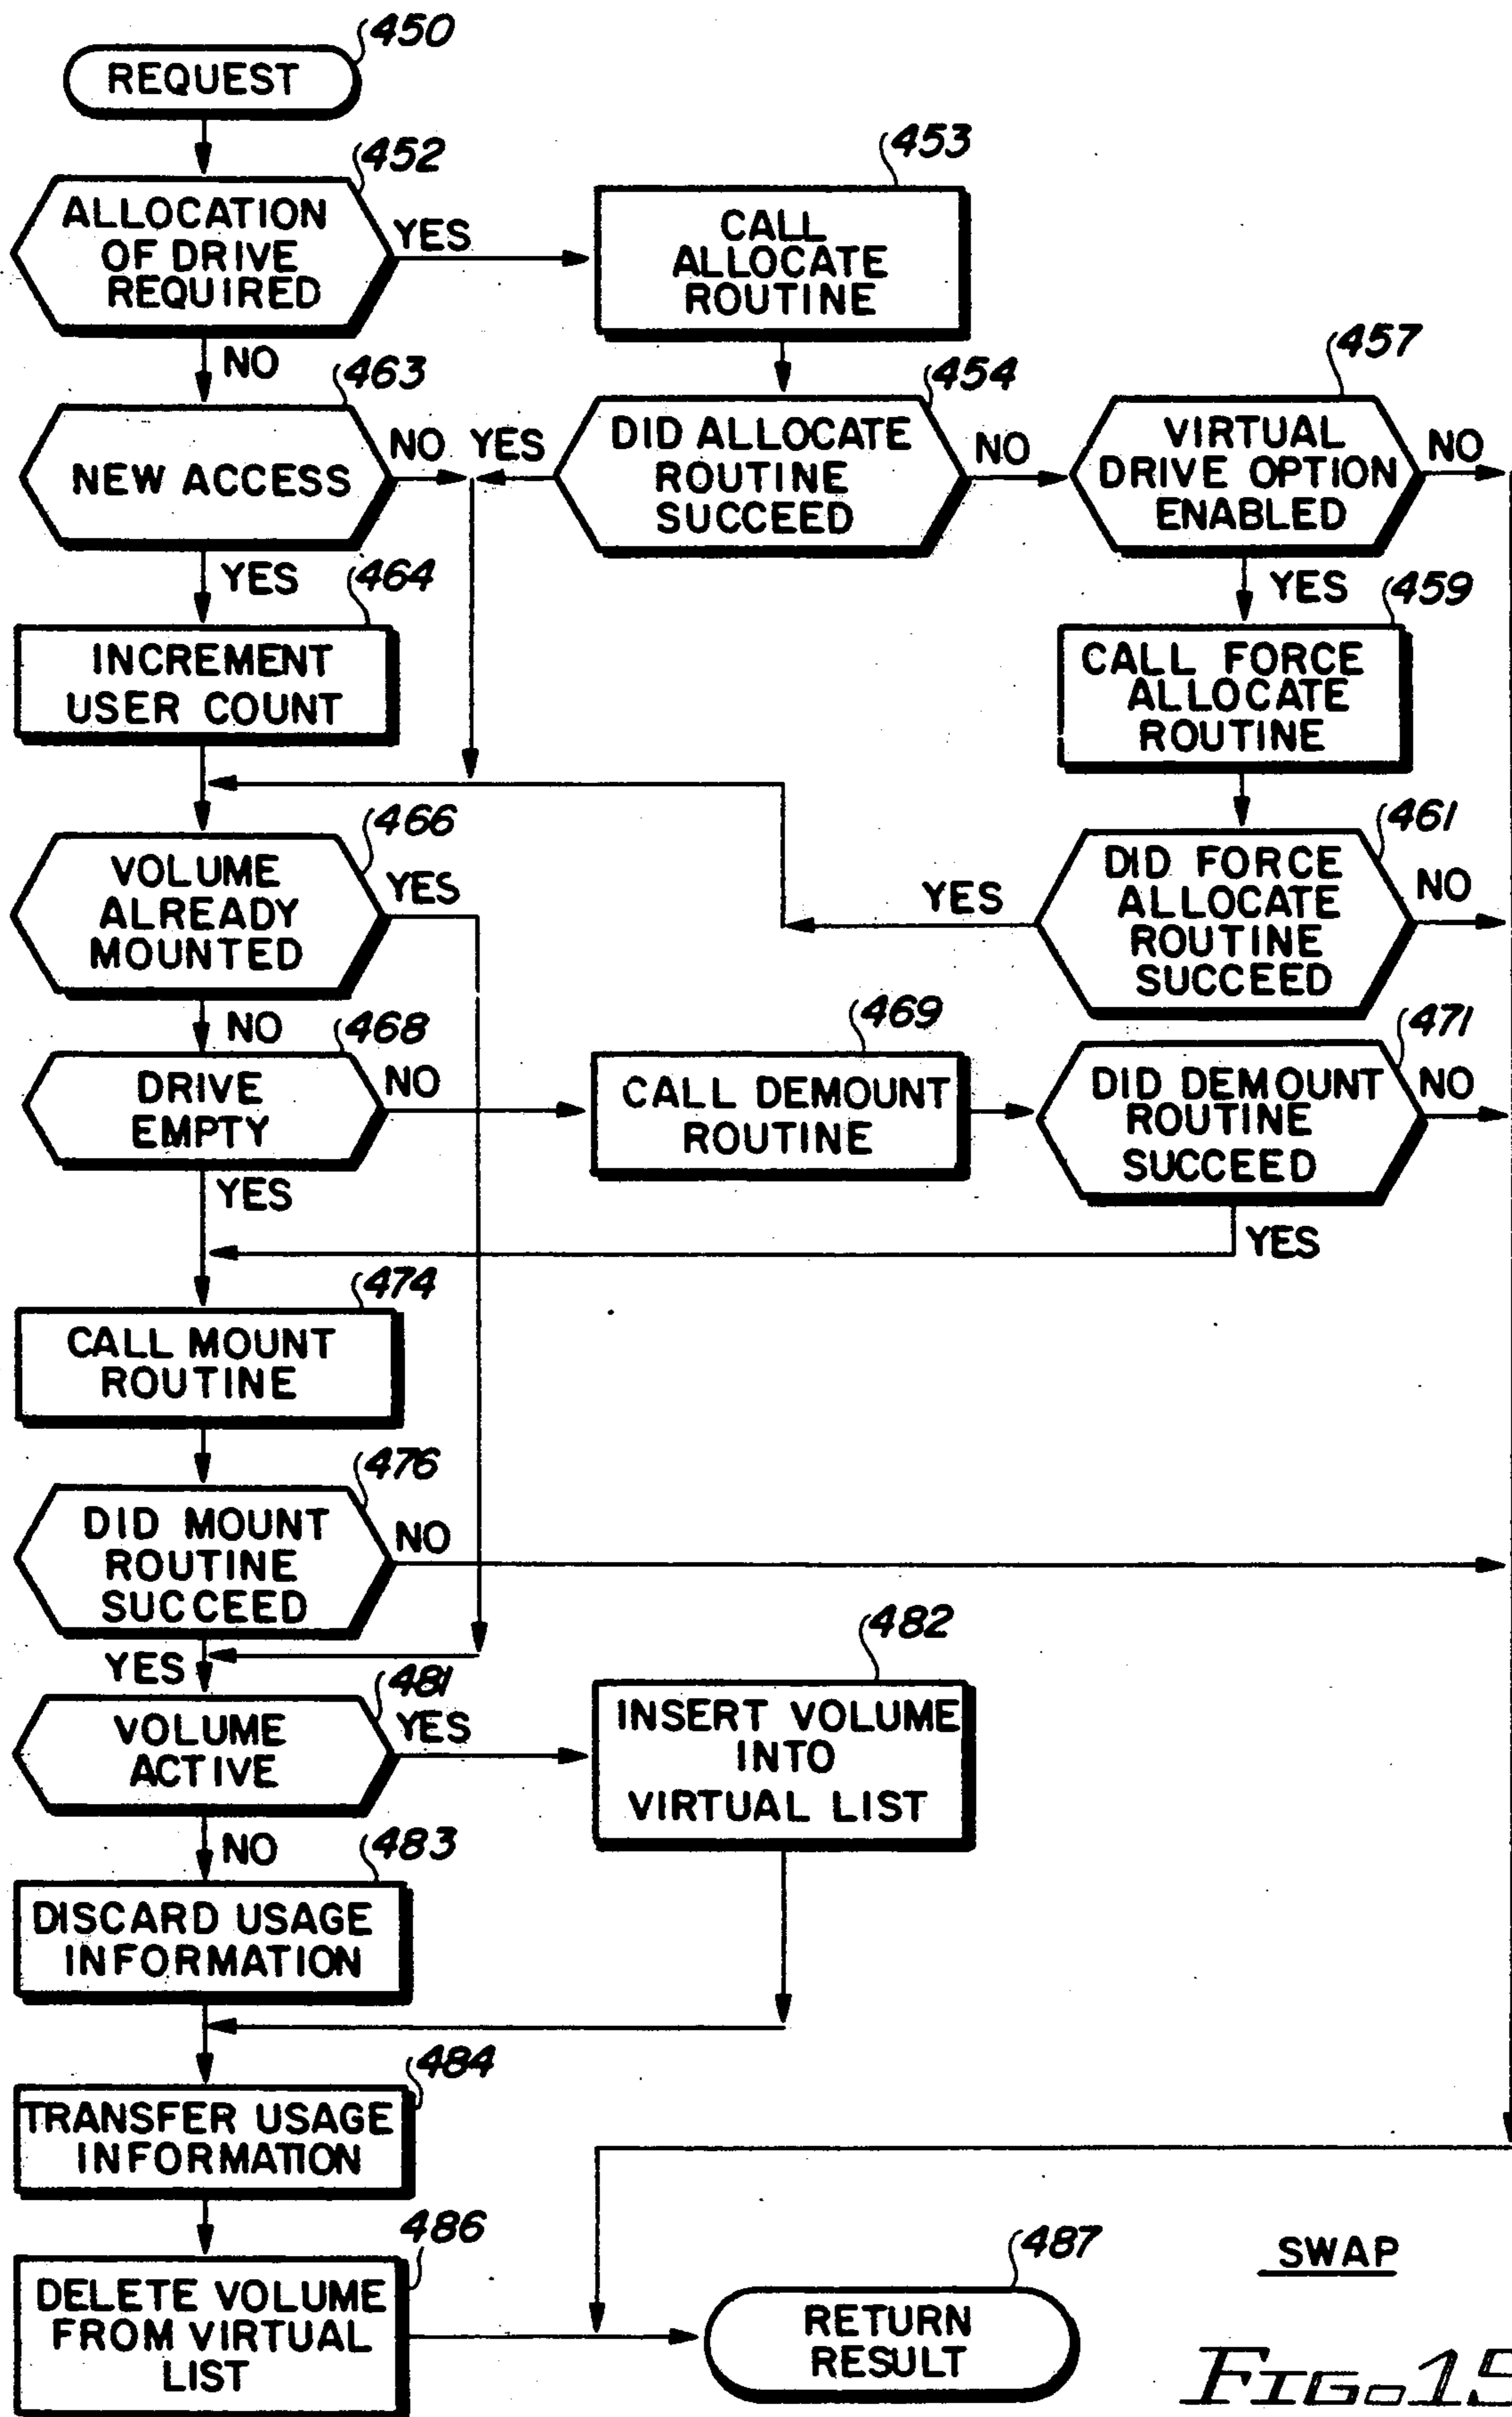 450
REQUEST
452
ALLOCATION
OF DRIVE
REQUIRED
YES
NO
453
CALL
ALLOCATE
ROUTINE
463
NEW ACCESS
NO
YES
454
DID ALLOCATE
ROUTINE
SUCCEED
YES
NO
457
VIRTUAL
DRIVE OPTION
ENABLED
NO
YES
464
INCREMENT
USER COUNT
459
CALL FORCE
ALLOCATE
ROUTINE
466
VOLUME
ALREADY
MOUNTED
YES
NO
461
DID FORCE
ALLOCATE
ROUTINE
SUCCEED
YES
NO
468
DRIVE
EMPTY
NO
YES
469
CALL DEMOUNT
ROUTINE
471
DID DEMOUNT
ROUTINE
SUCCEED
NO
YES
474
CALL MOUNT
ROUTINE
476
DID MOUNT
ROUTINE
SUCCEED
NO
YES
481
VOLUME
ACTIVE
YES
NO
482
INSERT VOLUME
INTO
VIRTUAL LIST
483
DISCARD USAGE
INFORMATION
484
TRANSFER USAGE
INFORMATION
486
DELETE VOLUME
FROM VIRTUAL
LIST
487
RETURN
RESULT
SWAP
FIG. 15